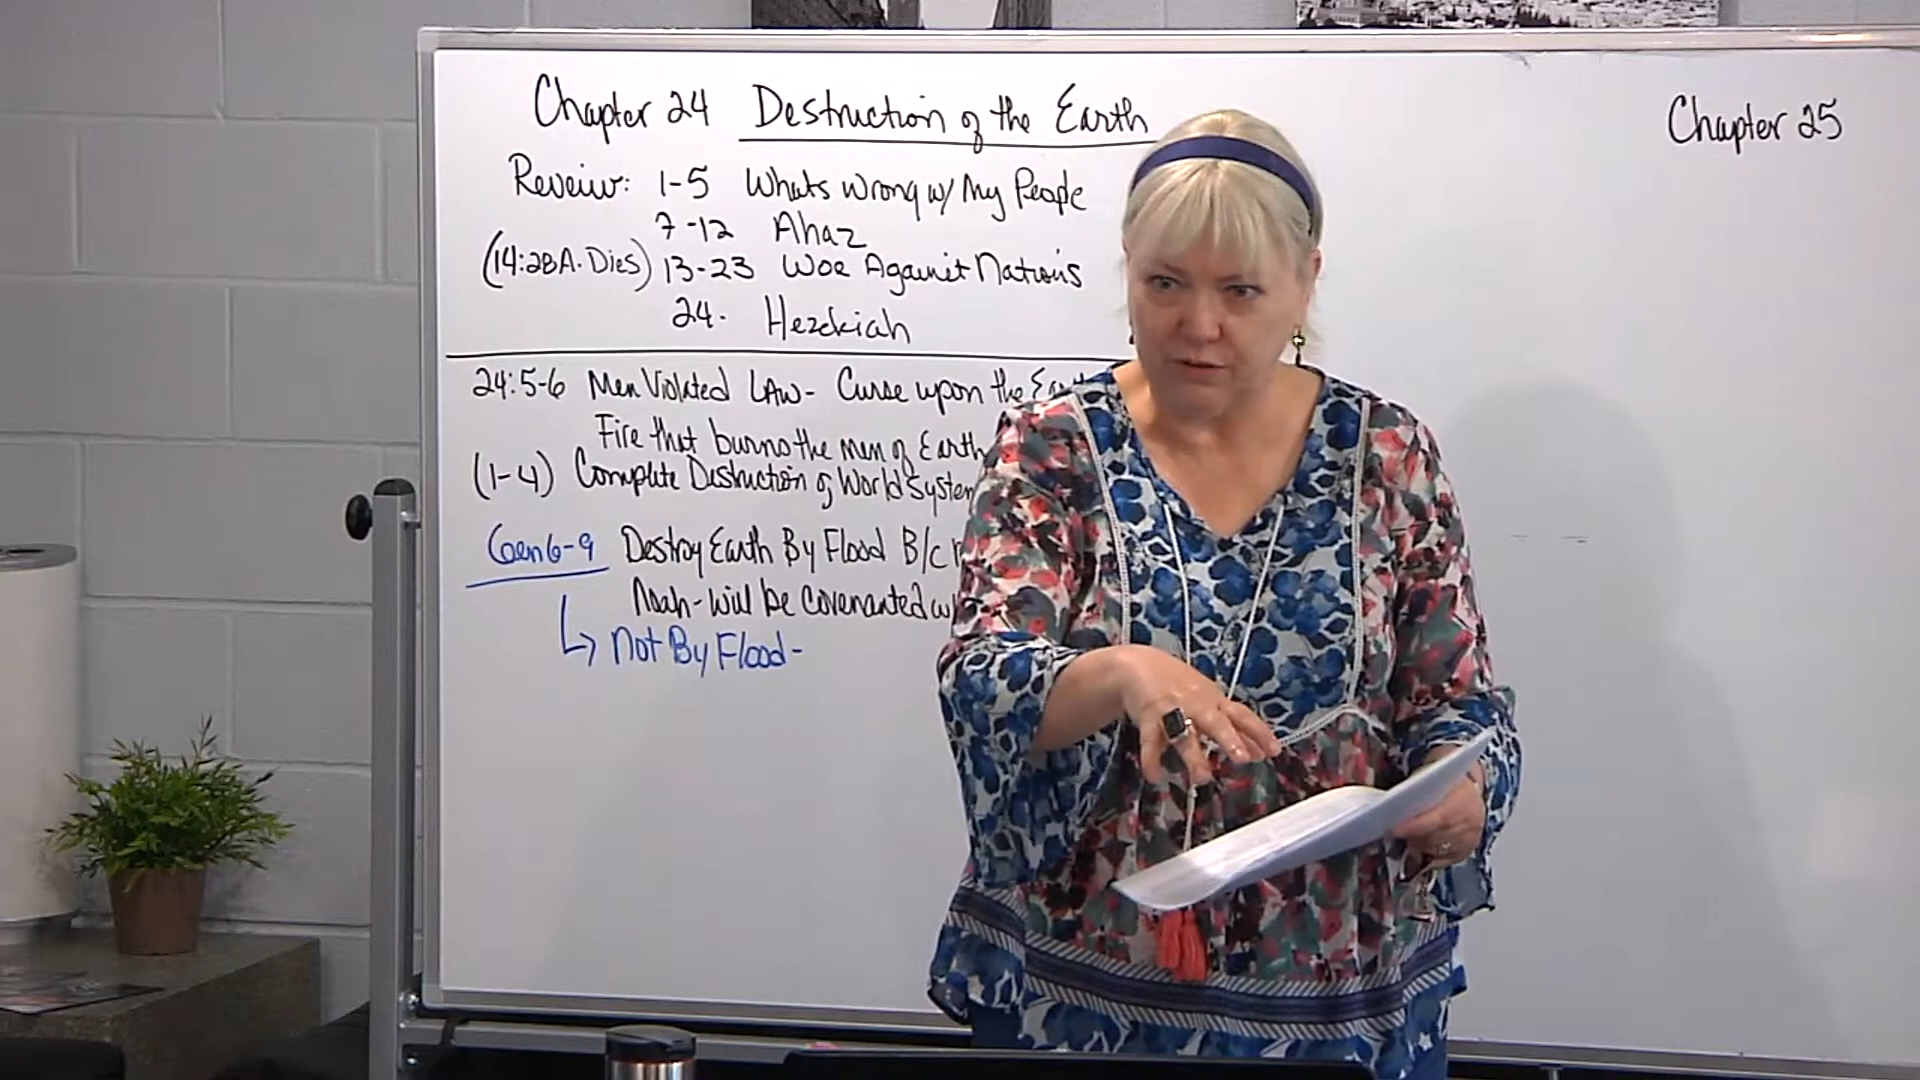 Chapter 24 Destruction of the Earth
Reveiw: 1-5 Whats Wrong w/ My People
7-12 Ahaz
(14:28 A. Dies) 13-23 Woe Against Nations
24. Hezekiah
24:5-6 Men Violated LAW- Curse upon the
Fire that burns the men of Earth
(1-4) Complete Destruction of World System
Gen 6-9 Destroy Earth By Flood B/c
Noah-will be covenanted
Not By Flood-
Chapter 25